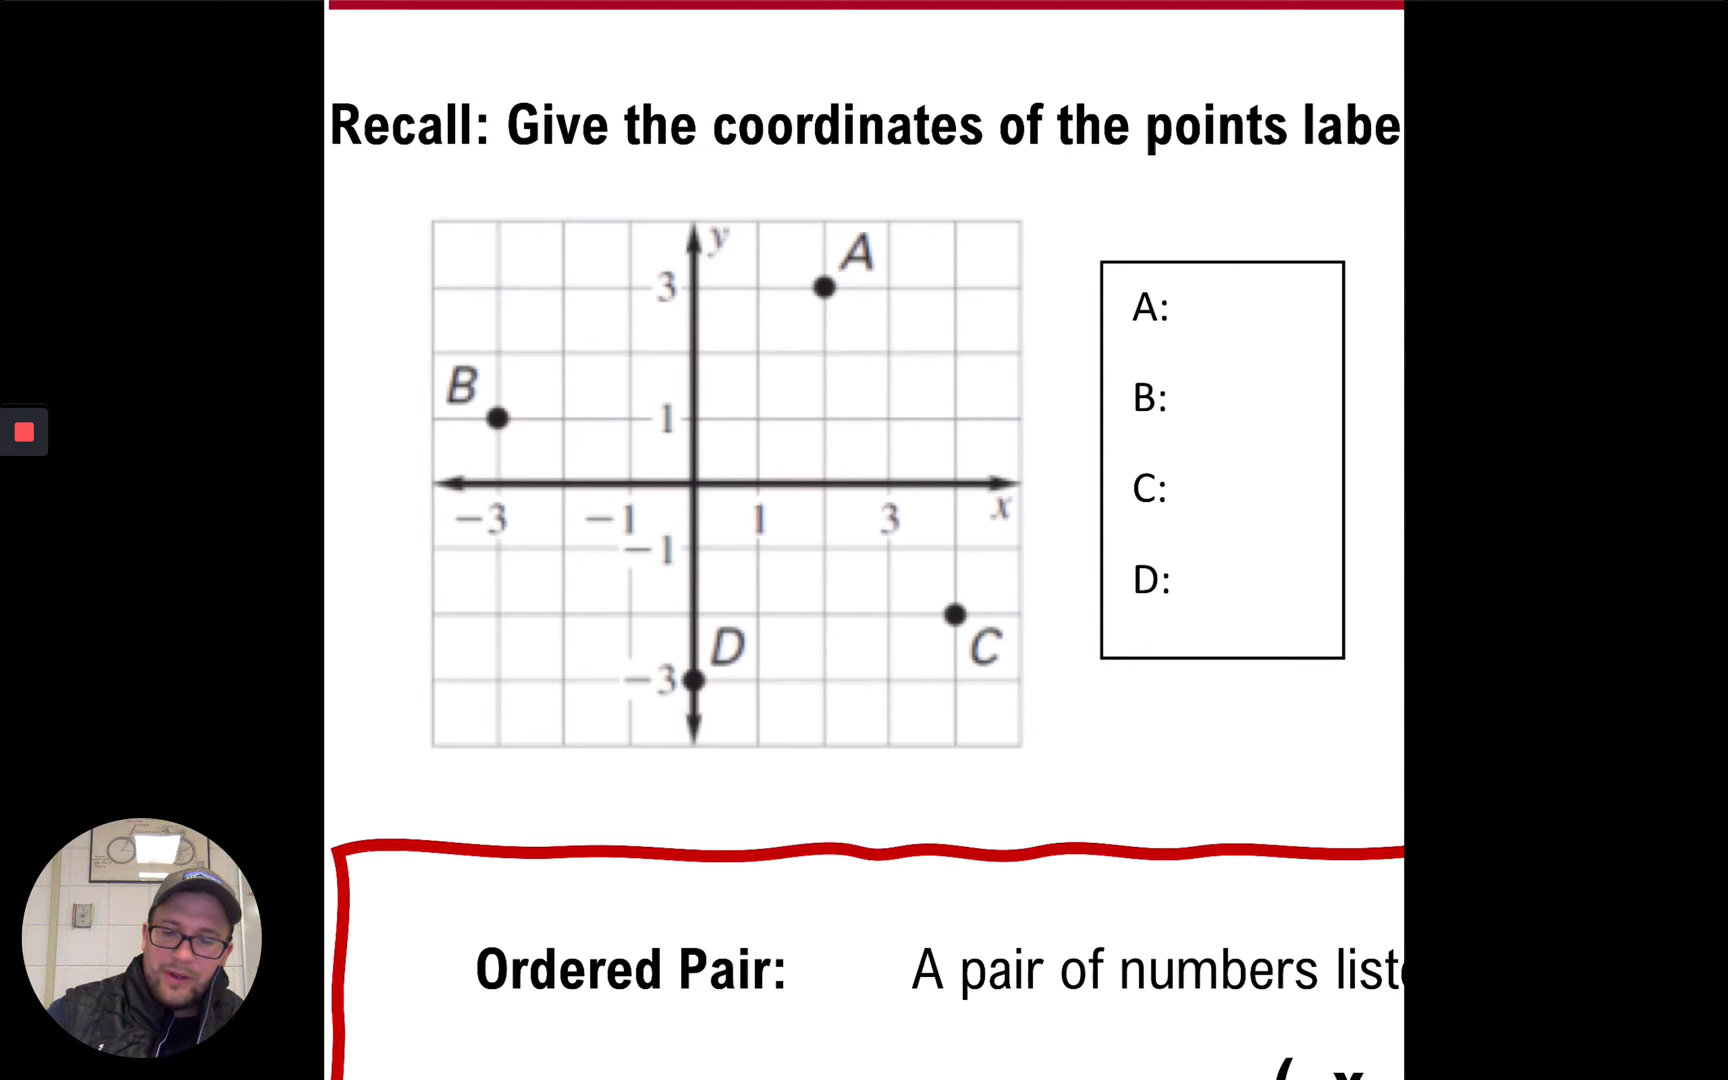 Recall: Give the coordinates of the points labe
y
A
3
A:
B
B:
1
C:
-3 -1 1 3 x
-1
D:
D
C
-3
Ordered Pair: A pair of numbers liste
( x